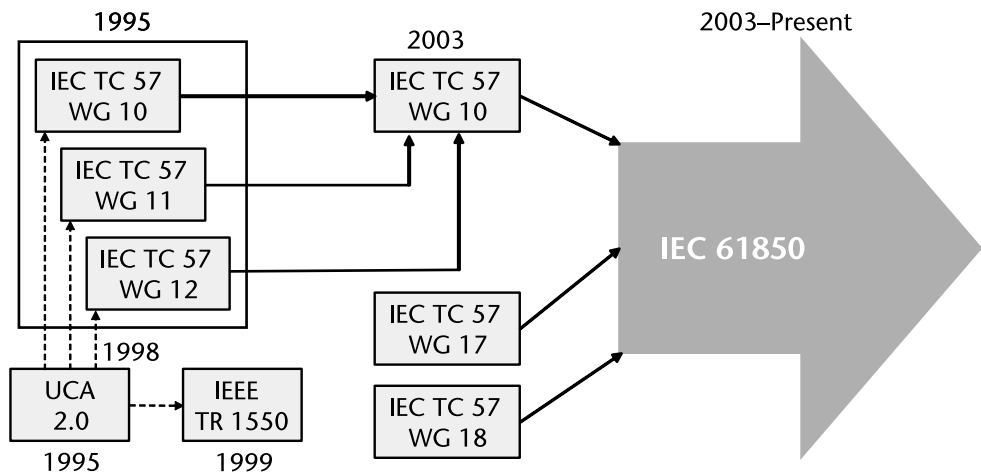 1995
IEC TC 57
WG 10
IEC TC 57
WG 11
IEC TC 57
WG 12
1998
UCA
2.0
1995
IEEE
TR 1550
1999
2003
IEC TC 57
WG 10
IEC TC 57
WG 17
IEC TC 57
WG 18
2003–Present
IEC 61850